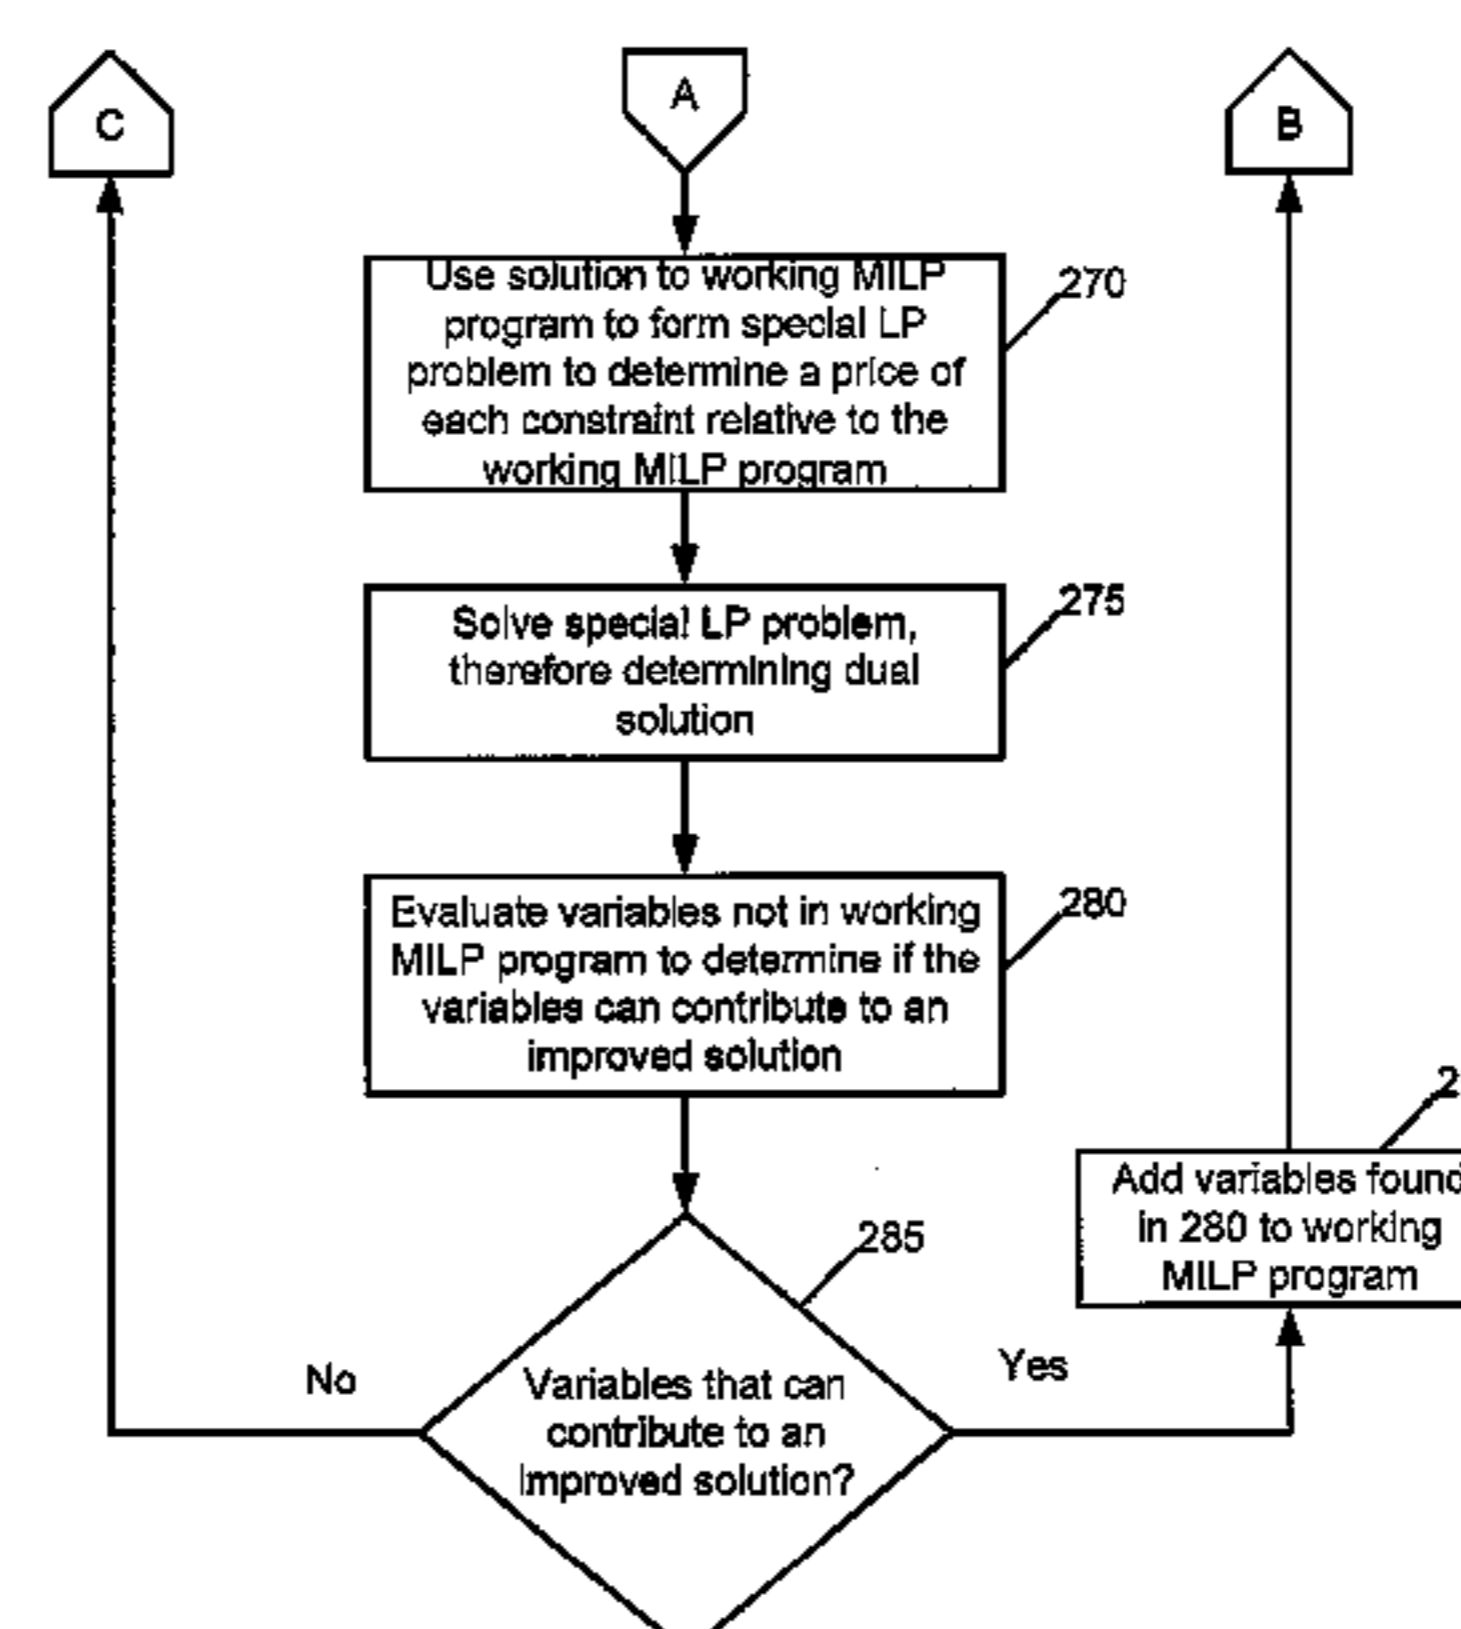 C
A
B
Use solution to working MILP
program to form special LP
problem to determine a price of
each constraint relative to the
working MILP program
270
Solve special LP problem,
therefore determining dual
solution
275
Evaluate variables not in working
MILP program to determine if the
variables can contribute to an
improved solution
280
2
Add variables found
in 280 to working
MILP program
285
No
Yes
Variables that can
contribute to an
improved solution?